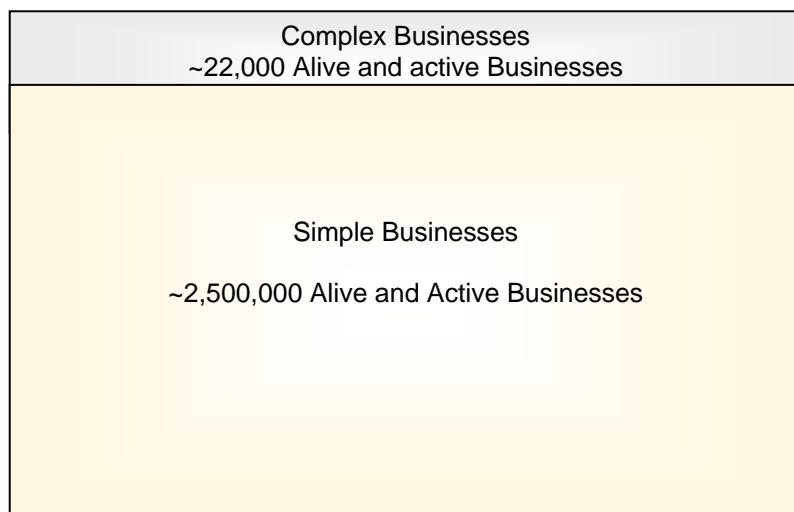 Complex Businesses
~22,000 Alive and active Businesses
Simple Businesses
~2,500,000 Alive and Active Businesses